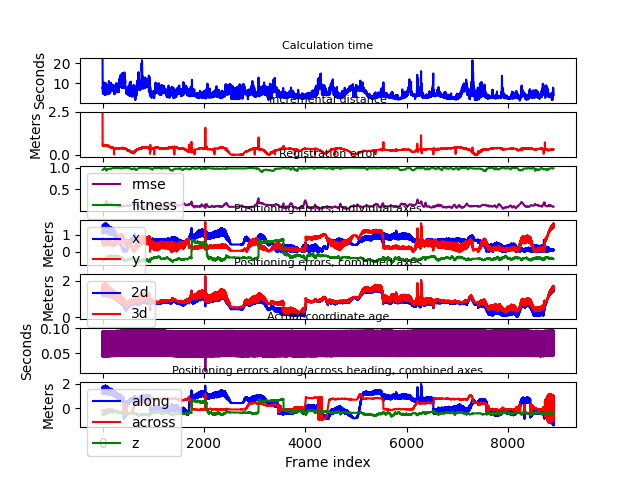 Calculation time
20
10
Seconds
Incremental distance
2.5
0.0
Meters
Registration error
1.0
0.5
rmse
fitness
Positioning errors, individual axes
1
0
Meters
x
y
Positioning errors, combined axes
2
0
Meters
2d
3d
Actual coordinate age
0.10
0.05
Seconds
Positioning errors along/across heading, combined axes
2
0
Meters
along
across
z
0 2000 4000 6000 8000
Frame index